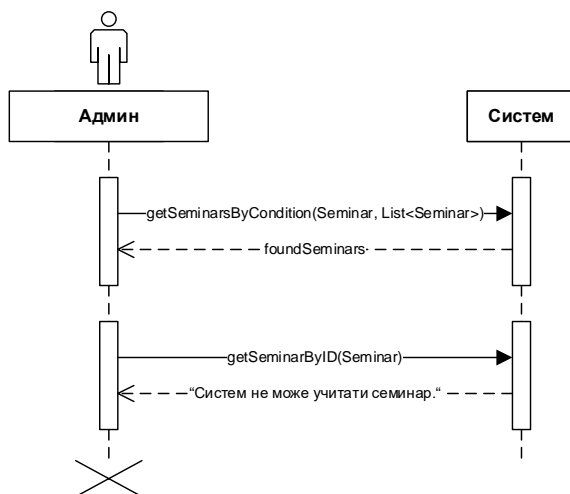 Админ
Систем
getSeminarsByCondition(Seminar, List<Seminar>)
foundSeminars
getSeminarByID(Seminar)
“Систем не може учитати семинар.“